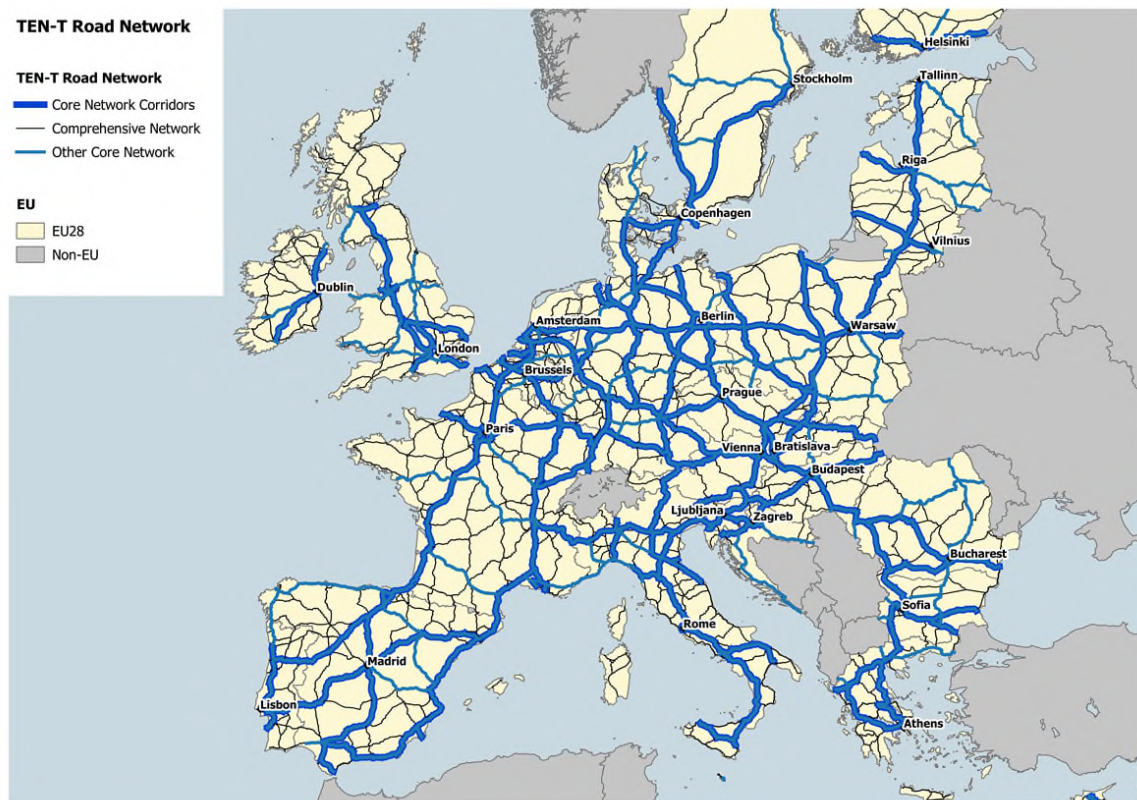 TEN-T Road Network
TEN-T Road Network
Core Network Corridors
Comprehensive Network
Other Core Network
EU
EU28
Non-EU
Helsinki
Tallinn
Stockholm
Riga
Copenhagen
Vilnius
Dublin
Amsterdam
Berlin
Warsaw
London
Brussels
Prague
Paris
Vienna
Bratislava
Budapest
Ljubljana
Zagreb
Bucharest
Sofia
Rome
Madrid
Lisbon
Athens